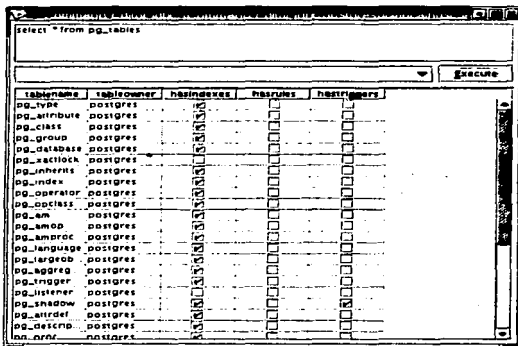 select * from pg_tables
Execute
tablename tableowner hasindexes hasrules hastriggers
pg_type postgres
pg_attribute postgres
pg_class postgres
pg_group postgres
pg_database postgres
pg_xactlock postgres
pg_inherits postgres
pg_index postgres
pg_operator postgres
pg_opclass postgres
pg_am postgres
pg_amop postgres
pg_amproc postgres
pg_language postgres
pg_largeob postgres
pg_aggreg postgres
pg_trigger postgres
pg_listener postgres
pg_shadow postgres
pg_attrdef postgres
pg_descrip postgres
pg_proc postgres